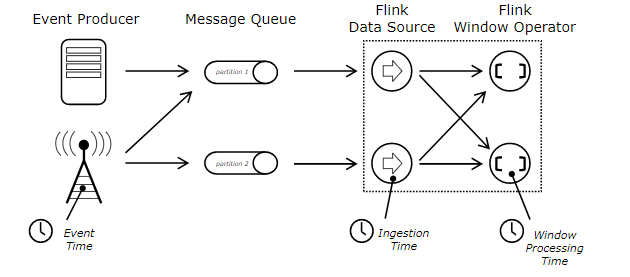 Event Producer
Message Queue
Flink
Data Source
Flink
Window Operator
partition 1
partition 2
Event
Time
Ingestion
Time
Window
Processing
Time